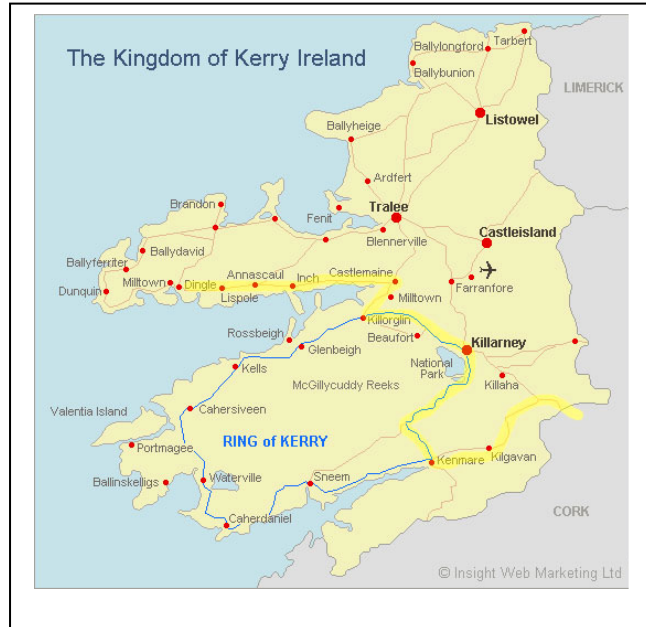 The Kingdom of Kerry Ireland
Ballylongford
Tarbert
Ballybunion
LIMERICK
Listowel
Ballyheige
Ardfert
Brandon
Fenit
Tralee
Blennerville
Castleisland
Ballydavid
Ballyferriter
Milltown
Dingle
Annascaul
Inch
Castlemaine
Dunquin
Lispole
Milltown
Farranfore
Killorglin
Rossbeigh
Beaufort
Killarney
Glenbeigh
National
Park
Kells
McGillycuddy Reeks
Killaha
Valentia Island
Cahersiveen
RING of KERRY
Portmagee
Kenmare
Kilgavan
Ballinskelligs
Waterville
Sneem
Caherdaniel
CORK
© Insight Web Marketing Ltd